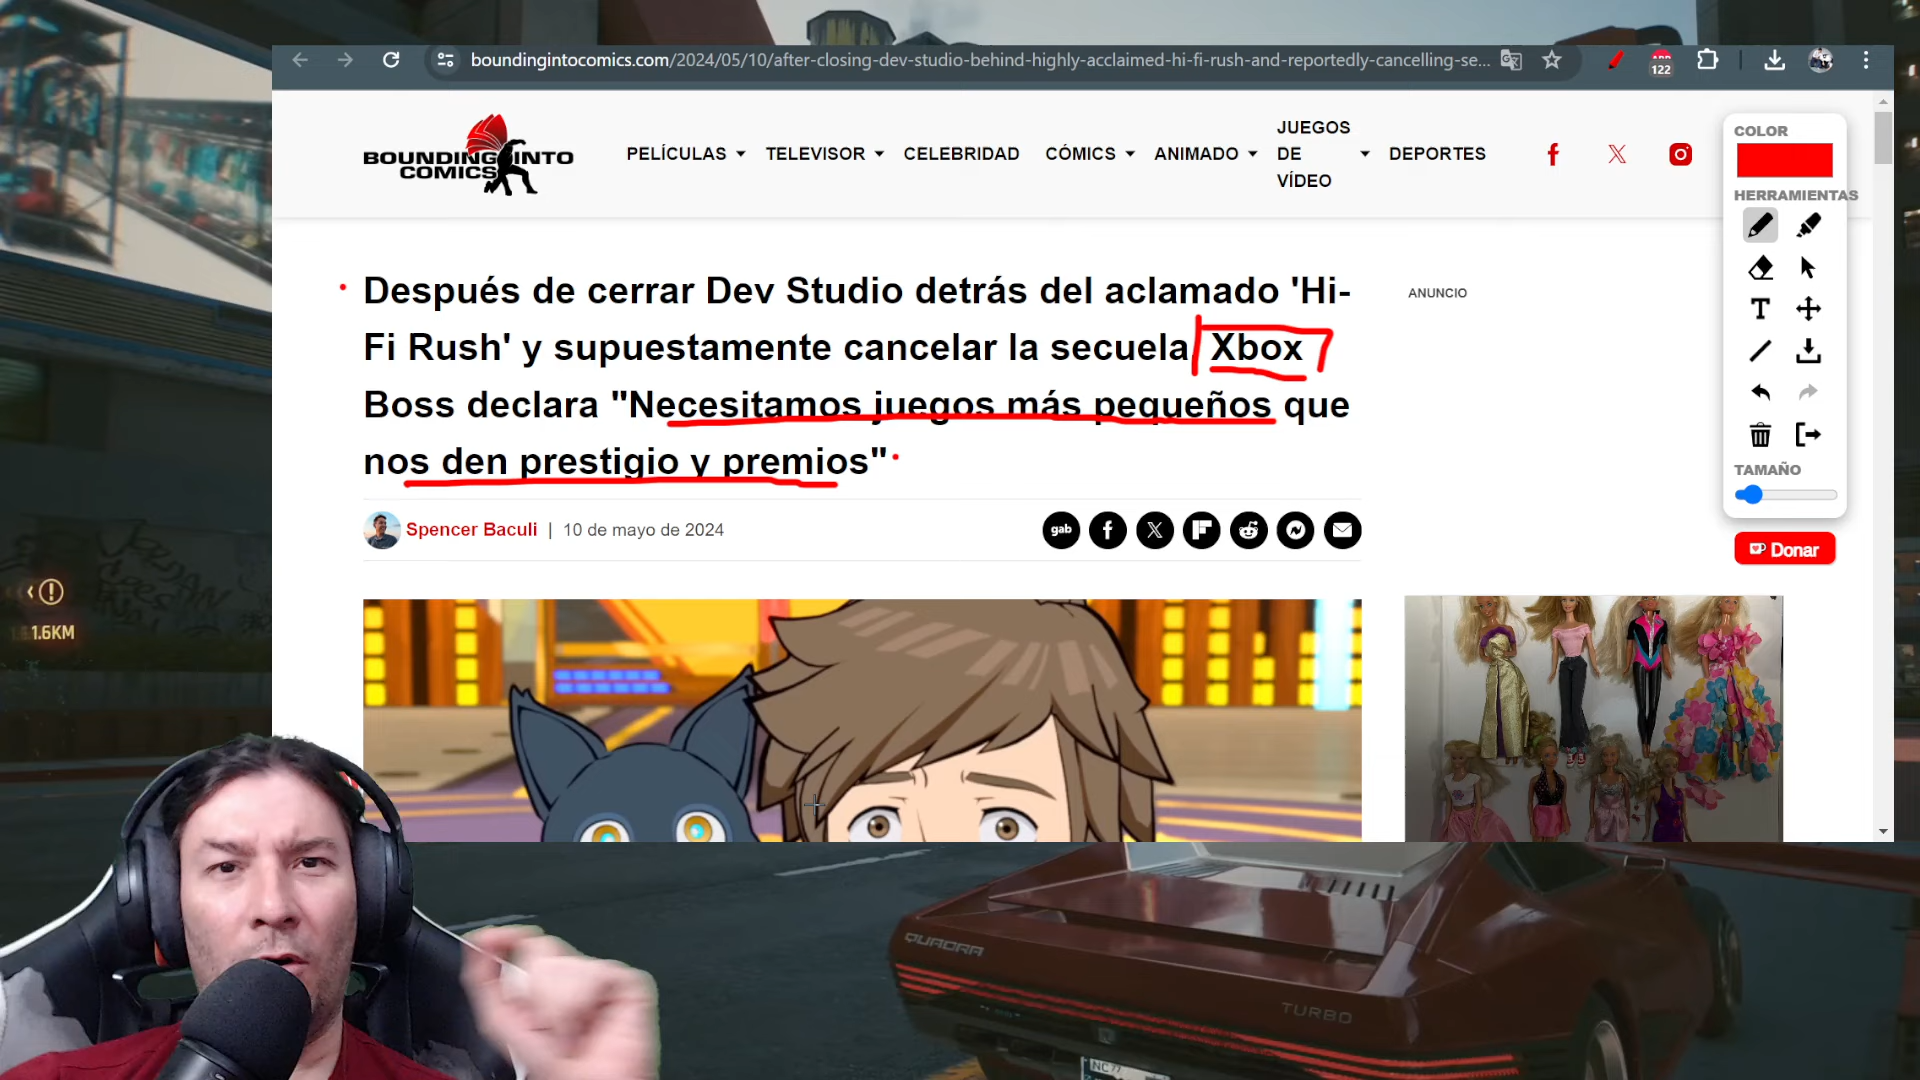 boundingintocomics.com/2024/05/10/after-closing-dev-studio-behind-highly-acclaimed-hi-fi-rush-and-reportedly-cancelling-se...
122
BOUNDING INTO
COMICS
PELÍCULAS
TELEVISOR
CELEBRIDAD
CÓMICS
ANIMADO
JUEGOS
DE
VÍDEO
DEPORTES
COLOR
HERRAMIENTAS
T
TAMAÑO
Donar
Después de cerrar Dev Studio detrás del aclamado 'Hi-
Fi Rush' y supuestamente cancelar la secuela, Xbox
Boss declara "Necesitamos juegos más pequeños que
nos den prestigio y premios"
ANUNCIO
Spencer Baculi | 10 de mayo de 2024
gab
1.6KM
QUADRA
TURBO